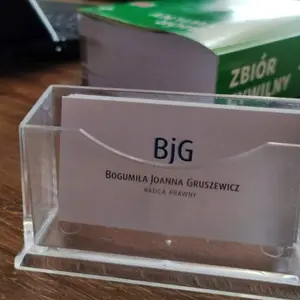 ZBIÓR
BjG
BOGUMIŁA JOANNA GRUSZEWICZ
RADCA PRAWNY